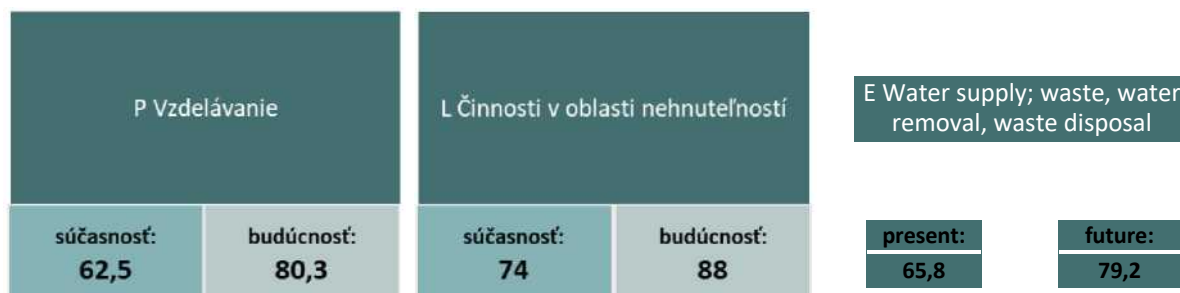 P Vzdelávanie
súčasnosť:
62,5
budúcnosť:
80,3
L Činnosti v oblasti nehnuteľností
súčasnosť:
74
budúcnosť:
88
E Water supply; waste, water
removal, waste disposal
present:
65,8
future:
79,2